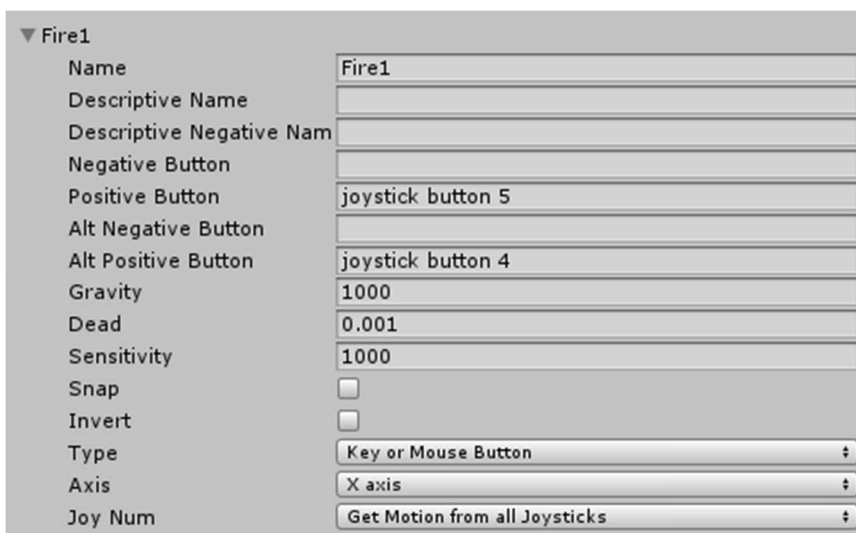 Fire1
Name Fire1
Descriptive Name
Descriptive Negative Nam
Negative Button
Positive Button joystick button 5
Alt Negative Button
Alt Positive Button joystick button 4
Gravity 1000
Dead 0.001
Sensitivity 1000
Snap
Invert
Type Key or Mouse Button
Axis X axis
Joy Num Get Motion from all Joysticks